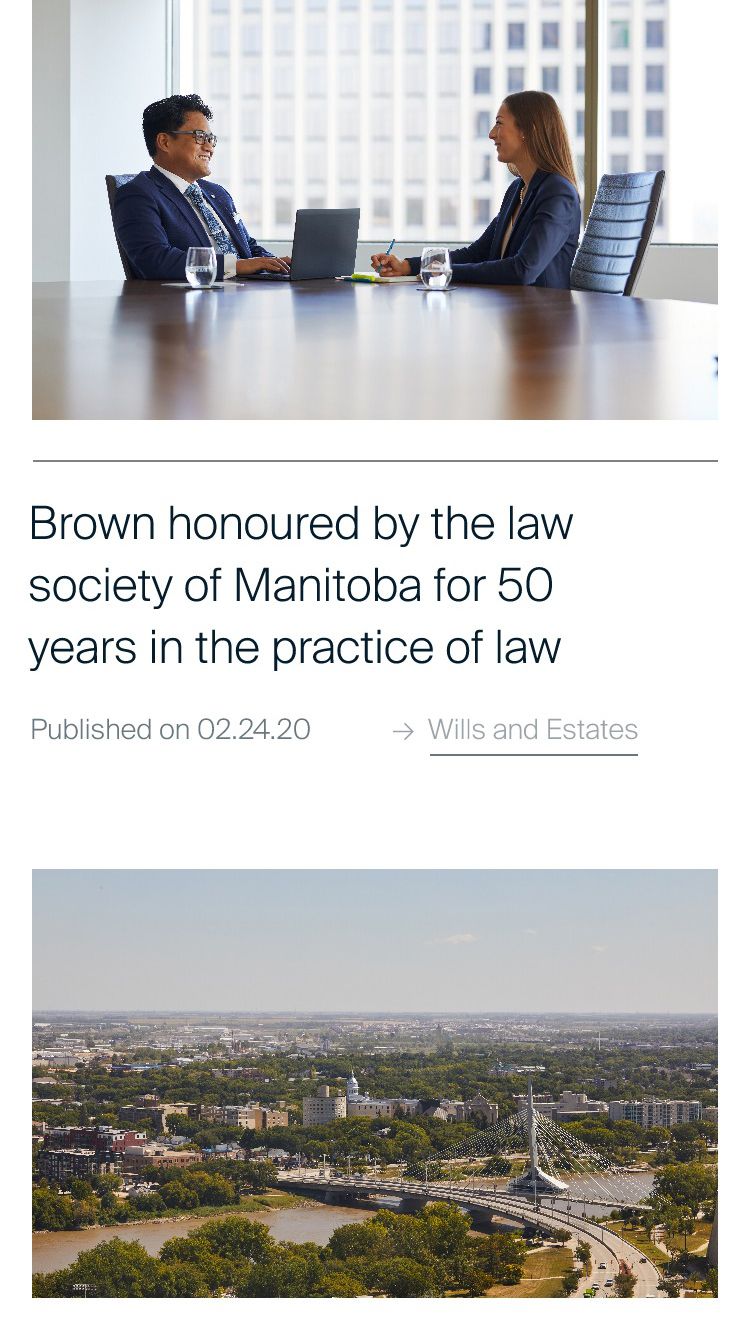 Brown honoured by the law
society of Manitoba for 50
years in the practice of law
Published on 02.24.20 → Wills and Estates